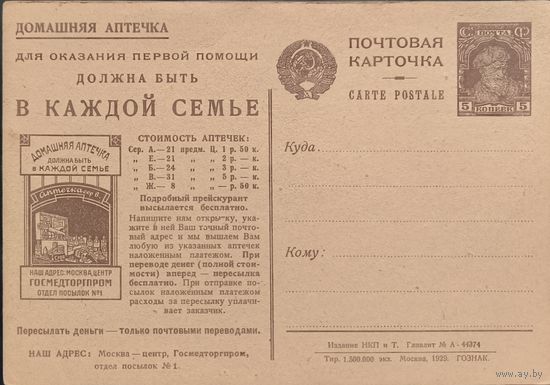 ДОМАШНЯЯ АПТЕЧКА
ДЛЯ ОКАЗАНИЯ ПЕРВОЙ ПОМОЩИ
ДОЛЖНА БЫТЬ
В КАЖДОЙ СЕМЬЕ
ДОМАШНЯЯ АПТЕЧКА
ДОЛЖНА БЫТЬ
В КАЖДОЙ СЕМЬЕ
Аптечка сер В.
НАШ АДРЕС: МОСКВА, ЦЕНТР
ГОСМЕДТОРГПРОМ
ОТДЕЛ ПОСЫЛОК №1
СТОИМОСТЬ АПТЕЧЕК:
Сер. А.—21 предм. Ц. 1 р. 50 к.
„ Е.—21 „ „ 2 р. — к.
„ Б.—24 „ „ 3 р. — к.
„ В.—31 „ „ 5 р. — к.
„ Ж.— 8 „ „ — р. 50 к.
Подробный прейскурант
высылается бесплатно.
Напишите нам открытку, ука-
жите в ней Ваш точный почто-
вый адрес и мы вышлем Вам
любую из указанных аптечек
наложенным платежом. При
переводе денег (полной стои-
мости) вперед — пересылка
бесплатно. При отправке по-
сылок наложенным платежом
расходы за пересылку уплачи-
вает заказчик.
Пересылать деньги — только почтовыми переводами.
НАШ АДРЕС: Москва — центр, Госмедторгпром,
отдел посылок № 1.
ПОЧТОВАЯ
КАРТОЧКА
CARTE POSTALE
ПОЧТА
5 КОПЕЕК 5
Куда
Кому:
Издание НКП и Т. Главлит № А - 44374
Тир. 1.500.000 экз. Москва, 1929. ГОЗНАК.
www.ay.by